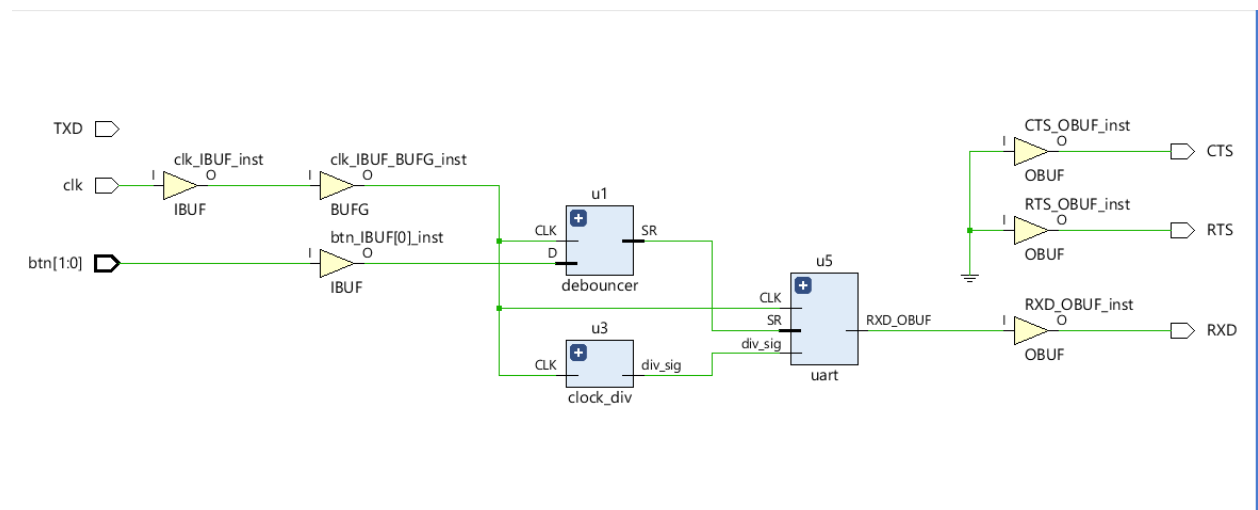 TXD
clk
I
clk_IBUF_inst
O
IBUF
I
clk_IBUF_BUFG_inst
O
BUFG
btn[1:0]
I
btn_IBUF[0]_inst
O
IBUF
u1
CLK
D
SR
debouncer
u3
CLK
div_sig
clock_div
u5
CLK
SR
div_sig
RXD_OBUF
uart
CTS_OBUF_inst
I
O
OBUF
CTS
RTS_OBUF_inst
I
O
OBUF
RTS
RXD_OBUF_inst
I
O
OBUF
RXD